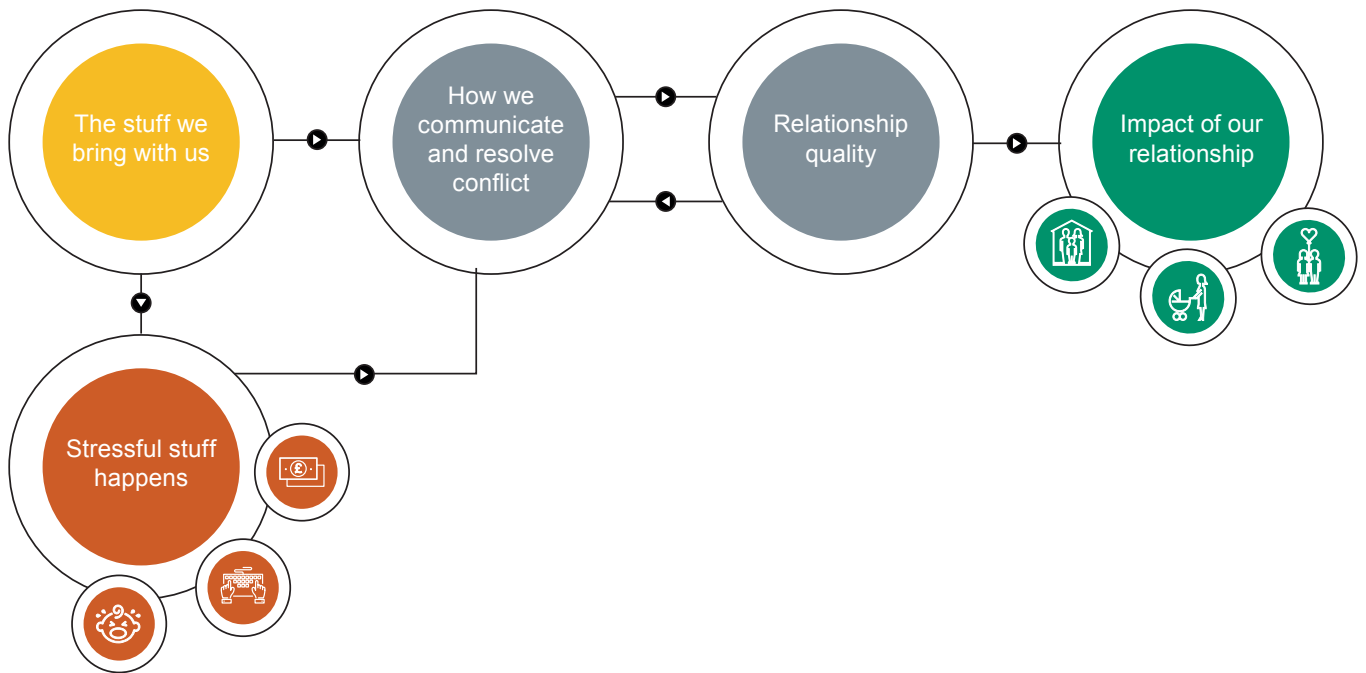 The stuff we
bring with us
How we
communicate
and resolve
conflict
Relationship
quality
Impact of our
relationship
Stressful stuff
happens
£